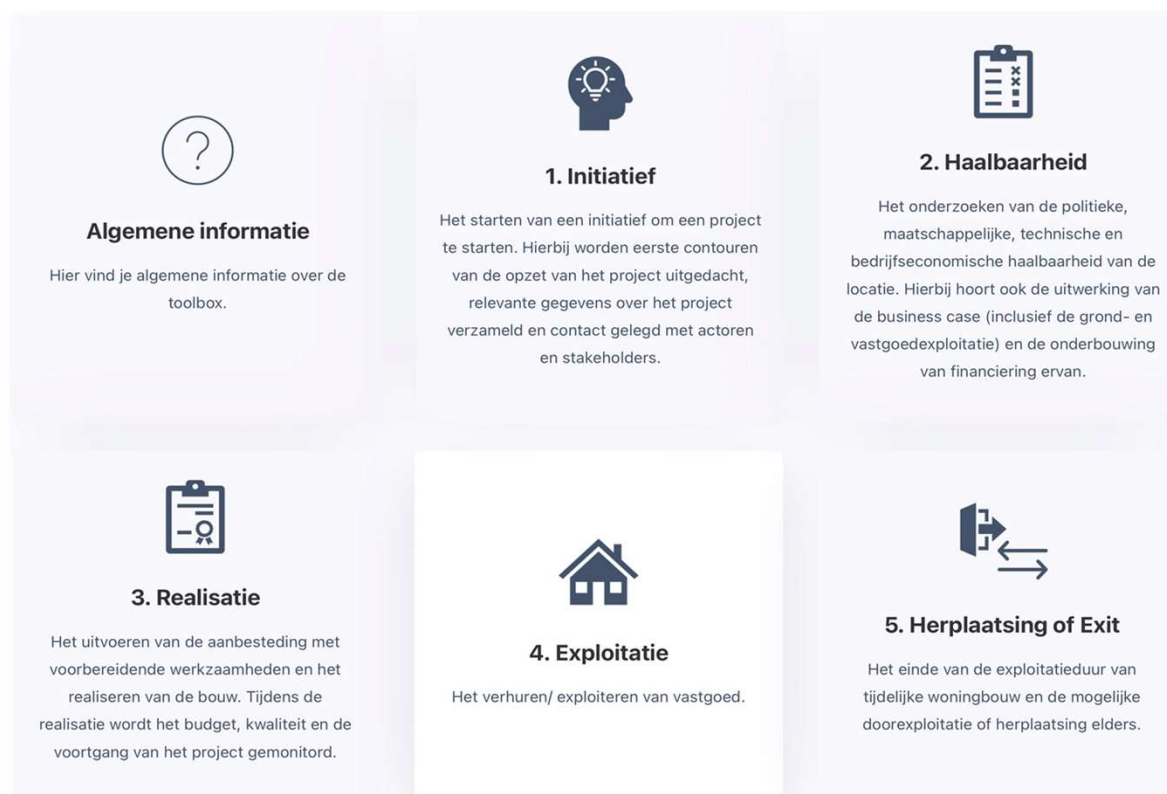 Algemene informatie
Hier vind je algemene informatie over de
toolbox.
1. Initiatief
Het starten van een initiatief om een project
te starten. Hierbij worden eerste contouren
van de opzet van het project uitgedacht,
relevante gegevens over het project
verzameld en contact gelegd met actoren
en stakeholders.
2. Haalbaarheid
Het onderzoeken van de politieke,
maatschappelijke, technische en
bedrijfseconomische haalbaarheid van de
locatie. Hierbij hoort ook de uitwerking van
de business case (inclusief de grond- en
vastgoedexploitatie) en de onderbouwing
van financiering ervan.
3. Realisatie
Het uitvoeren van de aanbesteding met
voorbereidende werkzaamheden en het
realiseren van de bouw. Tijdens de
realisatie wordt het budget, kwaliteit en de
voortgang van het project gemonitord.
4. Exploitatie
Het verhuren/ exploiteren van vastgoed.
5. Herplaatsing of Exit
Het einde van de exploitatieduur van
tijdelijke woningbouw en de mogelijke
doorexploitatie of herplaatsing elders.